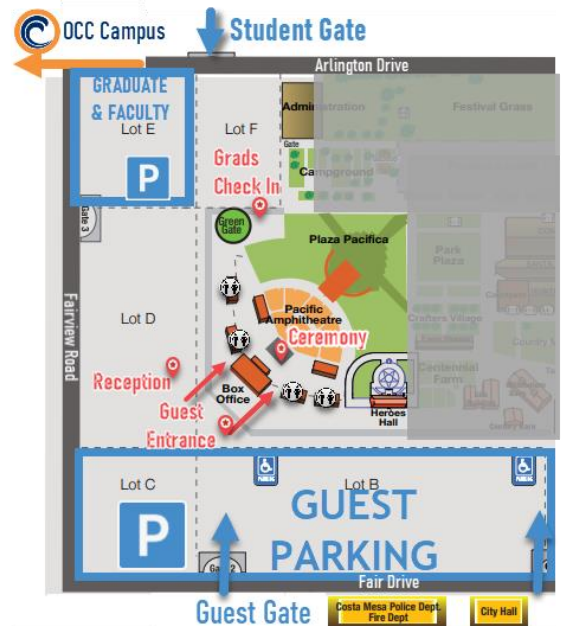 OCC Campus
Student Gate
Arlington Drive
GRADUATE
& FACULTY
Lot E
P
Lot F
Administration
Gate
Festival Grass
Campground
Grads
Check In
Gate 3
Green
Gate
Plaza Pacifica
Park
Plaza
Fairview Road
Lot D
Pacific
Amphitheatre
Ceremony
Crafters Village
Country
Reception
Box
Office
Guest
Entrance
Centennial
Farm
Heroes
Hall
Lot C
Lot B
P
GUEST
PARKING
Gate 2
Fair Drive
Guest Gate
Costa Mesa Police Dept.
Fire Dept
City Hall